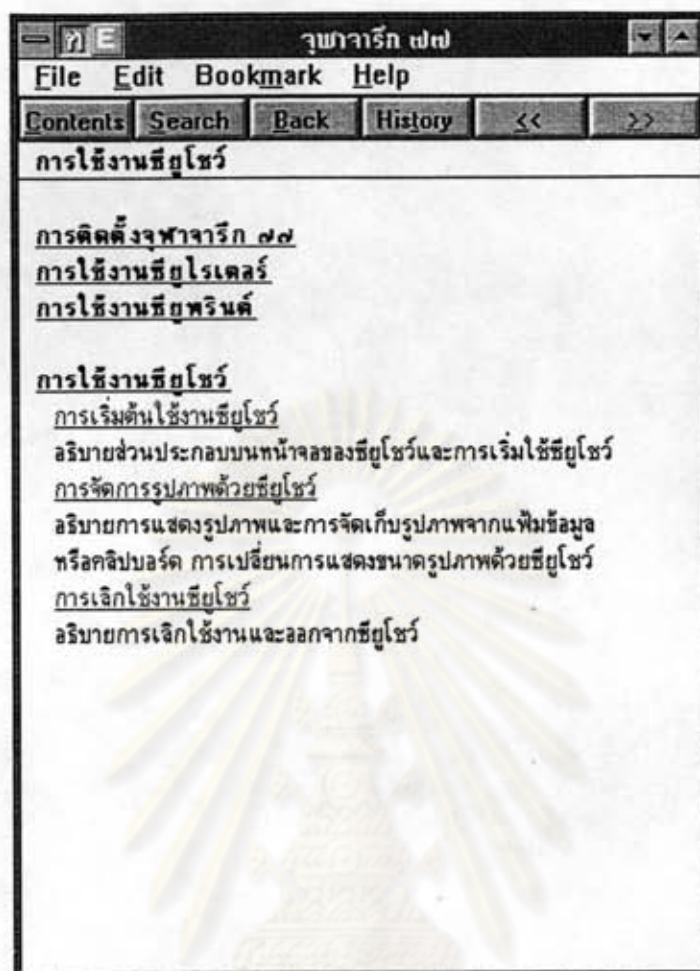 ก E จุฬาจารึก ๗๗
File Edit Bookmark Help
Contents Search Back History << >>
การใช้งานซียูโชว์
การติดตั้งจุฬาจารึก ๗๗
การใช้งานซียูไรเตอร์
การใช้งานซียูพรินต์
การใช้งานซียูโชว์
การเริ่มต้นใช้งานซียูโชว์
อธิบายส่วนประกอบบนหน้าจอของซียูโชว์และการเริ่มใช้ซียูโชว์
การจัดการรูปภาพด้วยซียูโชว์
อธิบายการแสดงรูปภาพและการจัดเก็บรูปภาพจากแฟ้มข้อมูล
หรือคลิปบอร์ด การเปลี่ยนการแสดงขนาดรูปภาพด้วยซียูโชว์
การเลิกใช้งานซียูโชว์
อธิบายการเลิกใช้งานและออกจากซียูโชว์